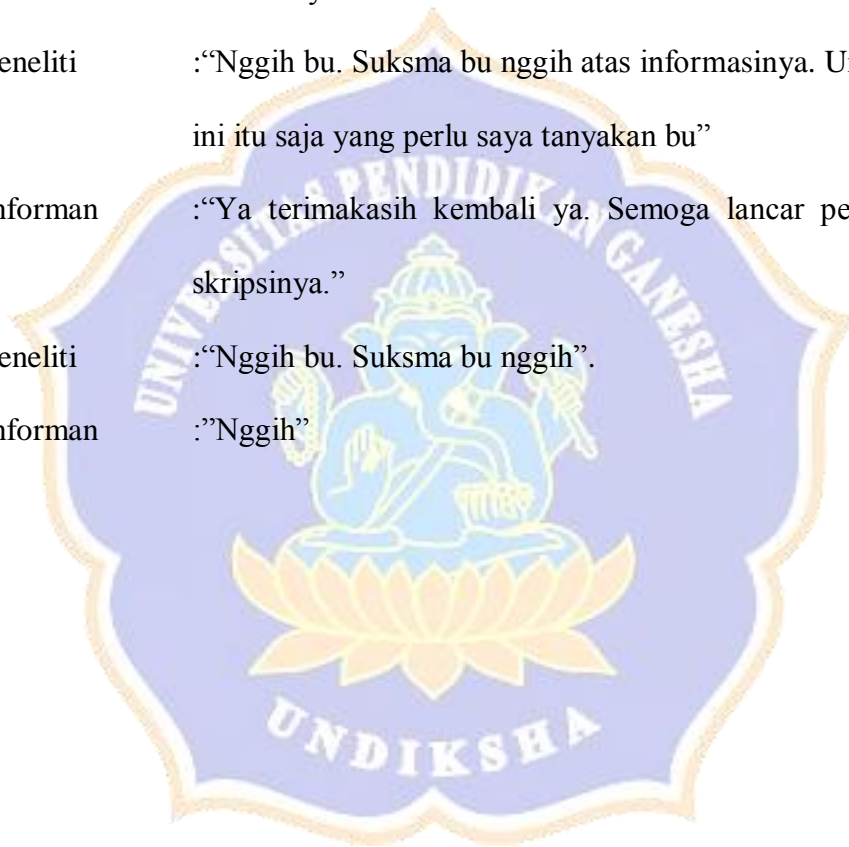 eneliti :“Nggih bu. Suksma bu nggih atas informasinya.
ini itu saja yang perlu saya tanyakan bu”
nforman :“Ya terimakasih kembali ya. Semoga lancar pe
skripsinya.”
eneliti :“Nggih bu. Suksma bu nggih”.
nforman :”Nggih”
UNIVERSITAS PENDIDIKAN GANESHA
UNDIKSHA